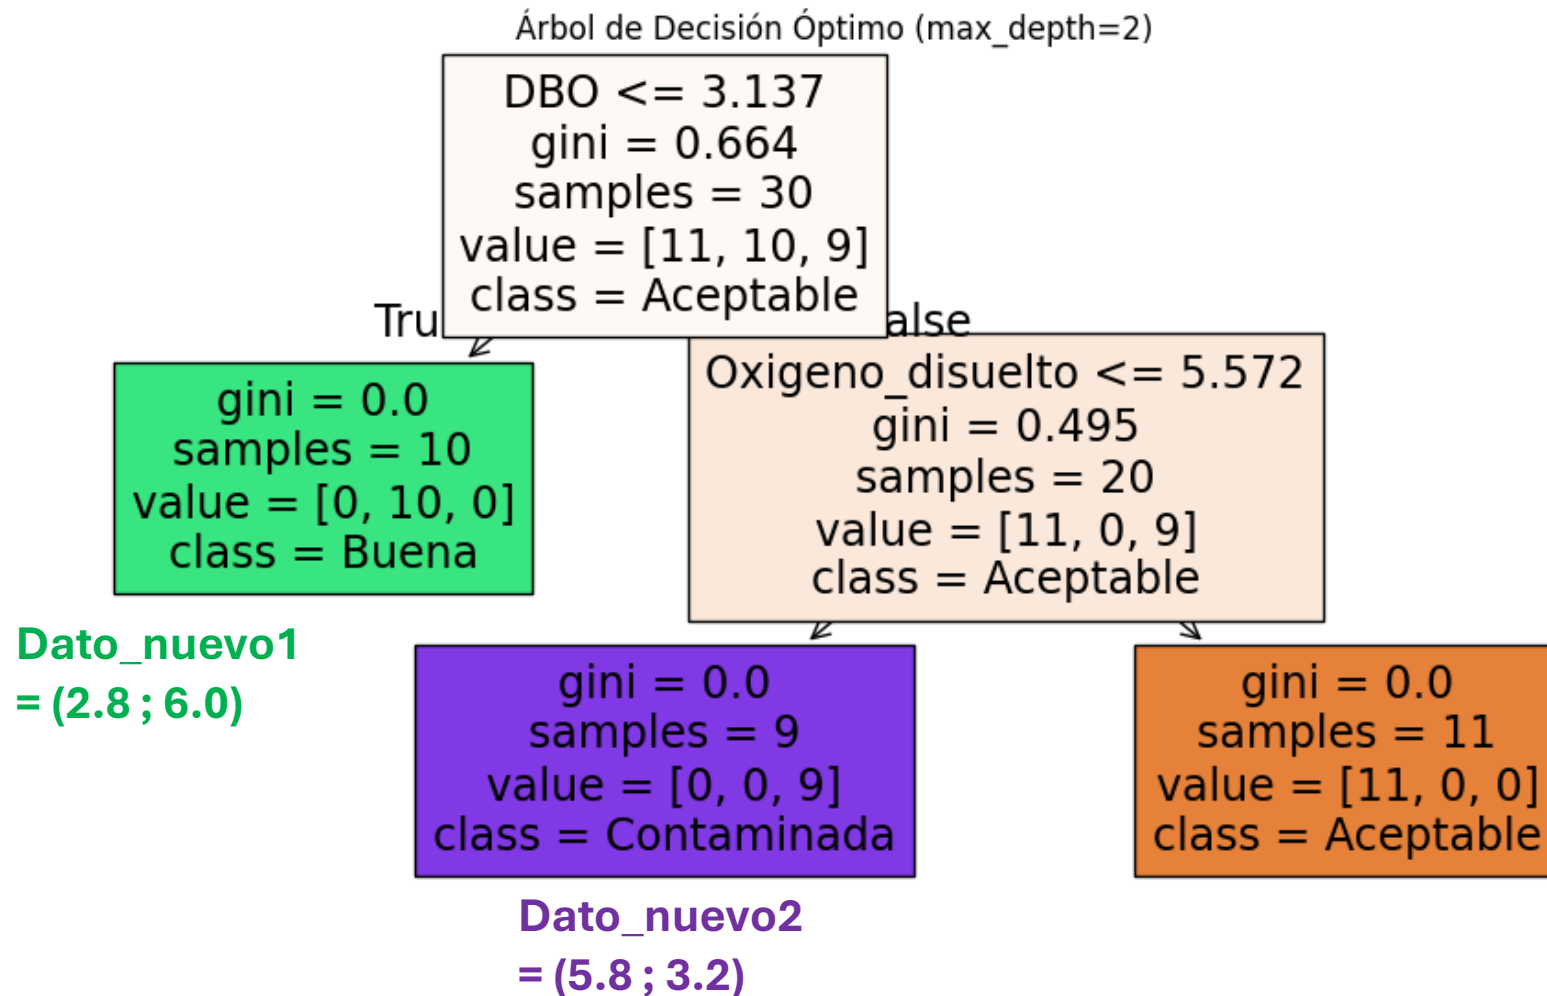 Árbol de Decisión Óptimo (max_depth=2)
DBO <= 3.137
gini = 0.664
samples = 30
value = [11, 10, 9]
class = Aceptable
Tru
alse
gini = 0.0
samples = 10
value = [0, 10, 0]
class = Buena
Oxigeno_disuelto <= 5.572
gini = 0.495
samples = 20
value = [11, 0, 9]
class = Aceptable
Dato_nuevo1
= (2.8 ; 6.0)
gini = 0.0
samples = 9
value = [0, 0, 9]
class = Contaminada
gini = 0.0
samples = 11
value = [11, 0, 0]
class = Aceptable
Dato_nuevo2
= (5.8 ; 3.2)